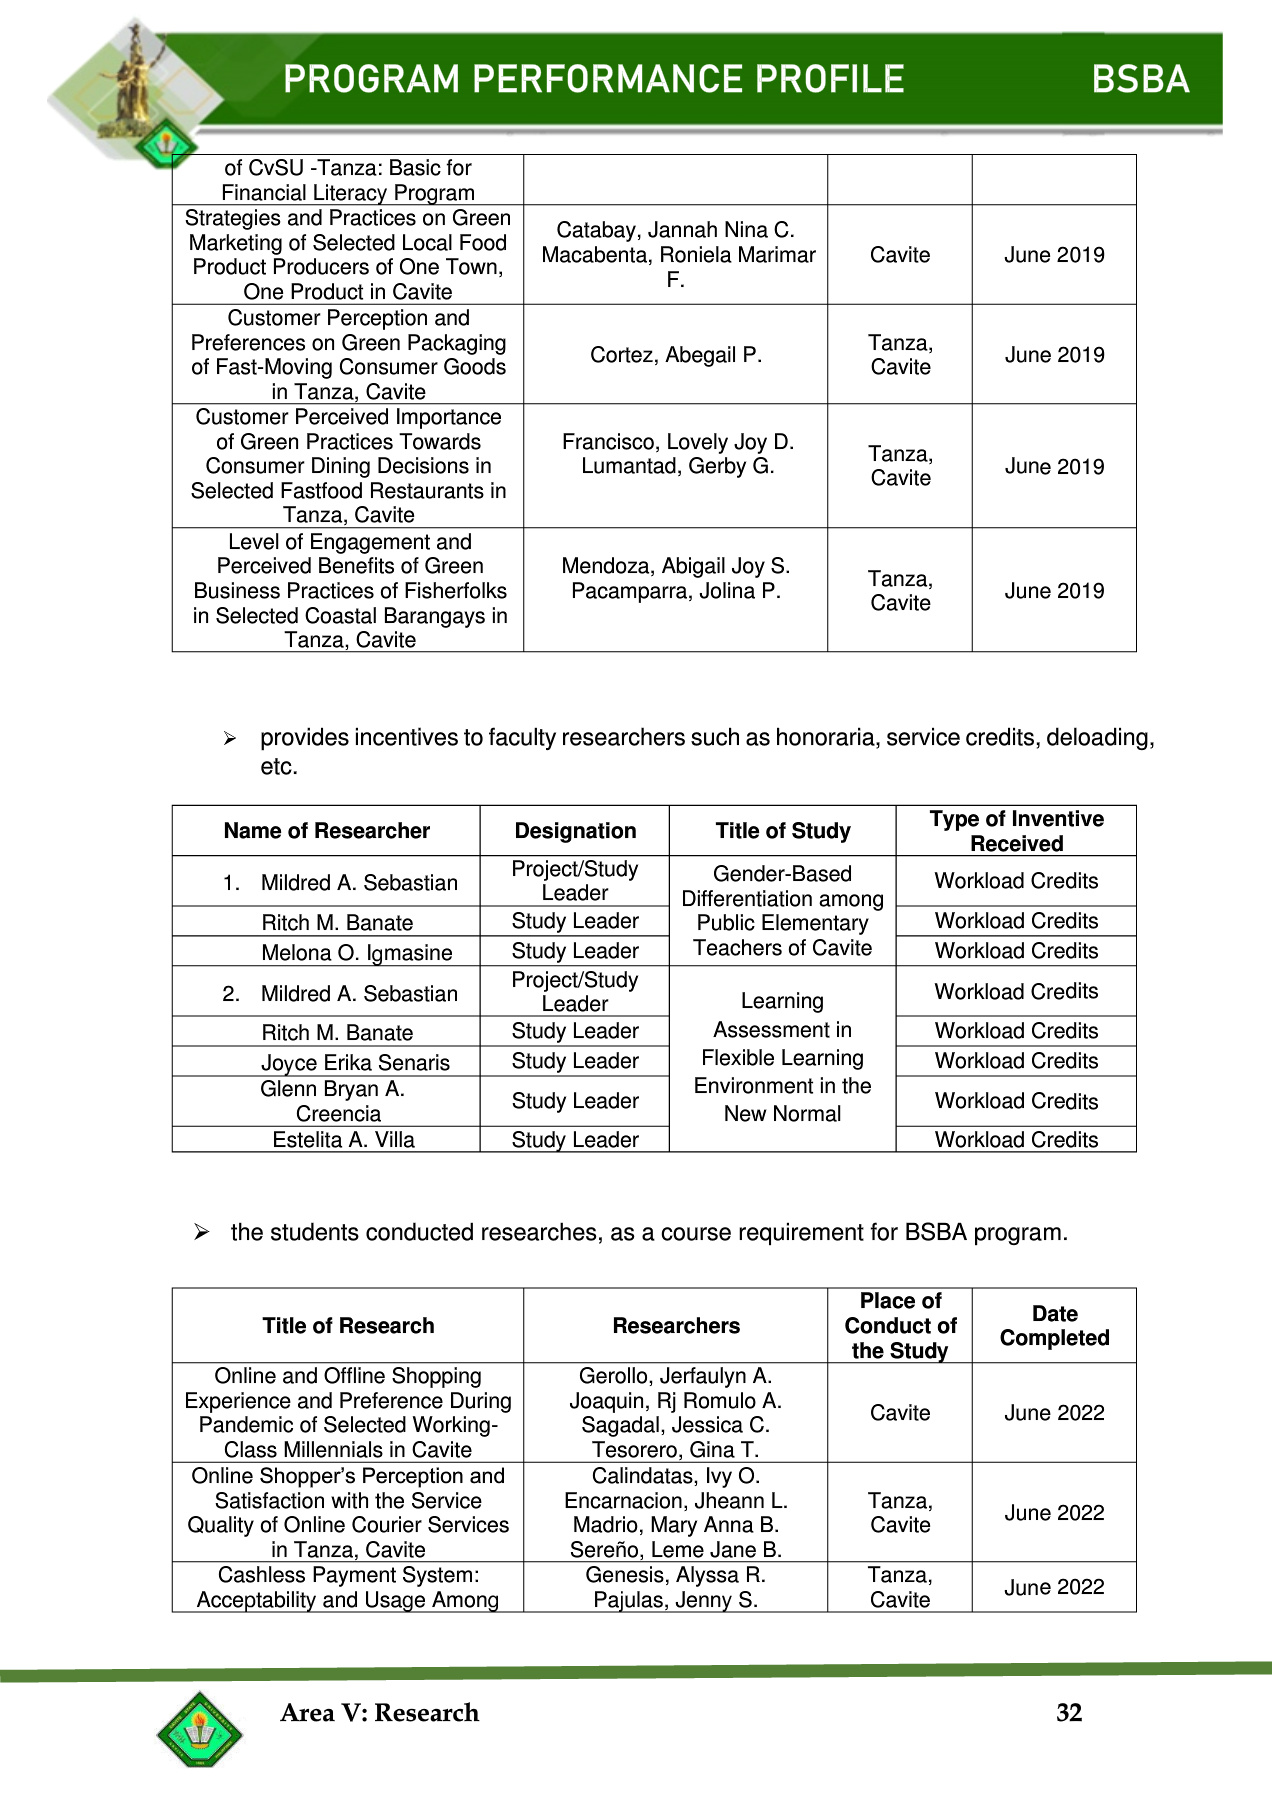 PROGRAM PERFORMANCE PROFILE BSBA
of CvSU -Tanza: Basic for
Financial Literacy Program
Strategies and Practices on Green
Marketing of Selected Local Food
Product Producers of One Town,
One Product in Cavite
Catabay, Jannah Nina C.
Macabenta, Roniela Marimar
F.
Cavite
June 2019
Customer Perception and
Preferences on Green Packaging
of Fast-Moving Consumer Goods
in Tanza, Cavite
Cortez, Abegail P.
Tanza,
Cavite
June 2019
Customer Perceived Importance
of Green Practices Towards
Consumer Dining Decisions in
Selected Fastfood Restaurants in
Tanza, Cavite
Francisco, Lovely Joy D.
Lumantad, Gerby G.
Tanza,
Cavite
June 2019
Level of Engagement and
Perceived Benefits of Green
Business Practices of Fisherfolks
in Selected Coastal Barangays in
Tanza, Cavite
Mendoza, Abigail Joy S.
Pacamparra, Jolina P.
Tanza,
Cavite
June 2019
➢ provides incentives to faculty researchers such as honoraria, service credits, deloading,
etc.
Name of Researcher
Designation
Title of Study
Type of Inventive
Received
1. Mildred A. Sebastian
Project/Study
Leader
Gender-Based
Differentiation among
Public Elementary
Teachers of Cavite
Workload Credits
Ritch M. Banate
Study Leader
Workload Credits
Melona O. Igmasine
Study Leader
Workload Credits
2. Mildred A. Sebastian
Project/Study
Leader
Learning
Assessment in
Flexible Learning
Environment in the
New Normal
Workload Credits
Ritch M. Banate
Study Leader
Workload Credits
Joyce Erika Senaris
Study Leader
Workload Credits
Glenn Bryan A.
Creencia
Study Leader
Workload Credits
Estelita A. Villa
Study Leader
Workload Credits
➢ the students conducted researches, as a course requirement for BSBA program.
Title of Research
Researchers
Place of
Conduct of
the Study
Date
Completed
Online and Offline Shopping
Experience and Preference During
Pandemic of Selected Working-
Class Millennials in Cavite
Gerollo, Jerfaulyn A.
Joaquin, Rj Romulo A.
Sagadal, Jessica C.
Tesorero, Gina T.
Cavite
June 2022
Online Shopper's Perception and
Satisfaction with the Service
Quality of Online Courier Services
in Tanza, Cavite
Calindatas, Ivy O.
Encarnacion, Jheann L.
Madrio, Mary Anna B.
Sereño, Leme Jane B.
Tanza,
Cavite
June 2022
Cashless Payment System:
Acceptability and Usage Among
Genesis, Alyssa R.
Pajulas, Jenny S.
Tanza,
Cavite
June 2022
Area V: Research 32